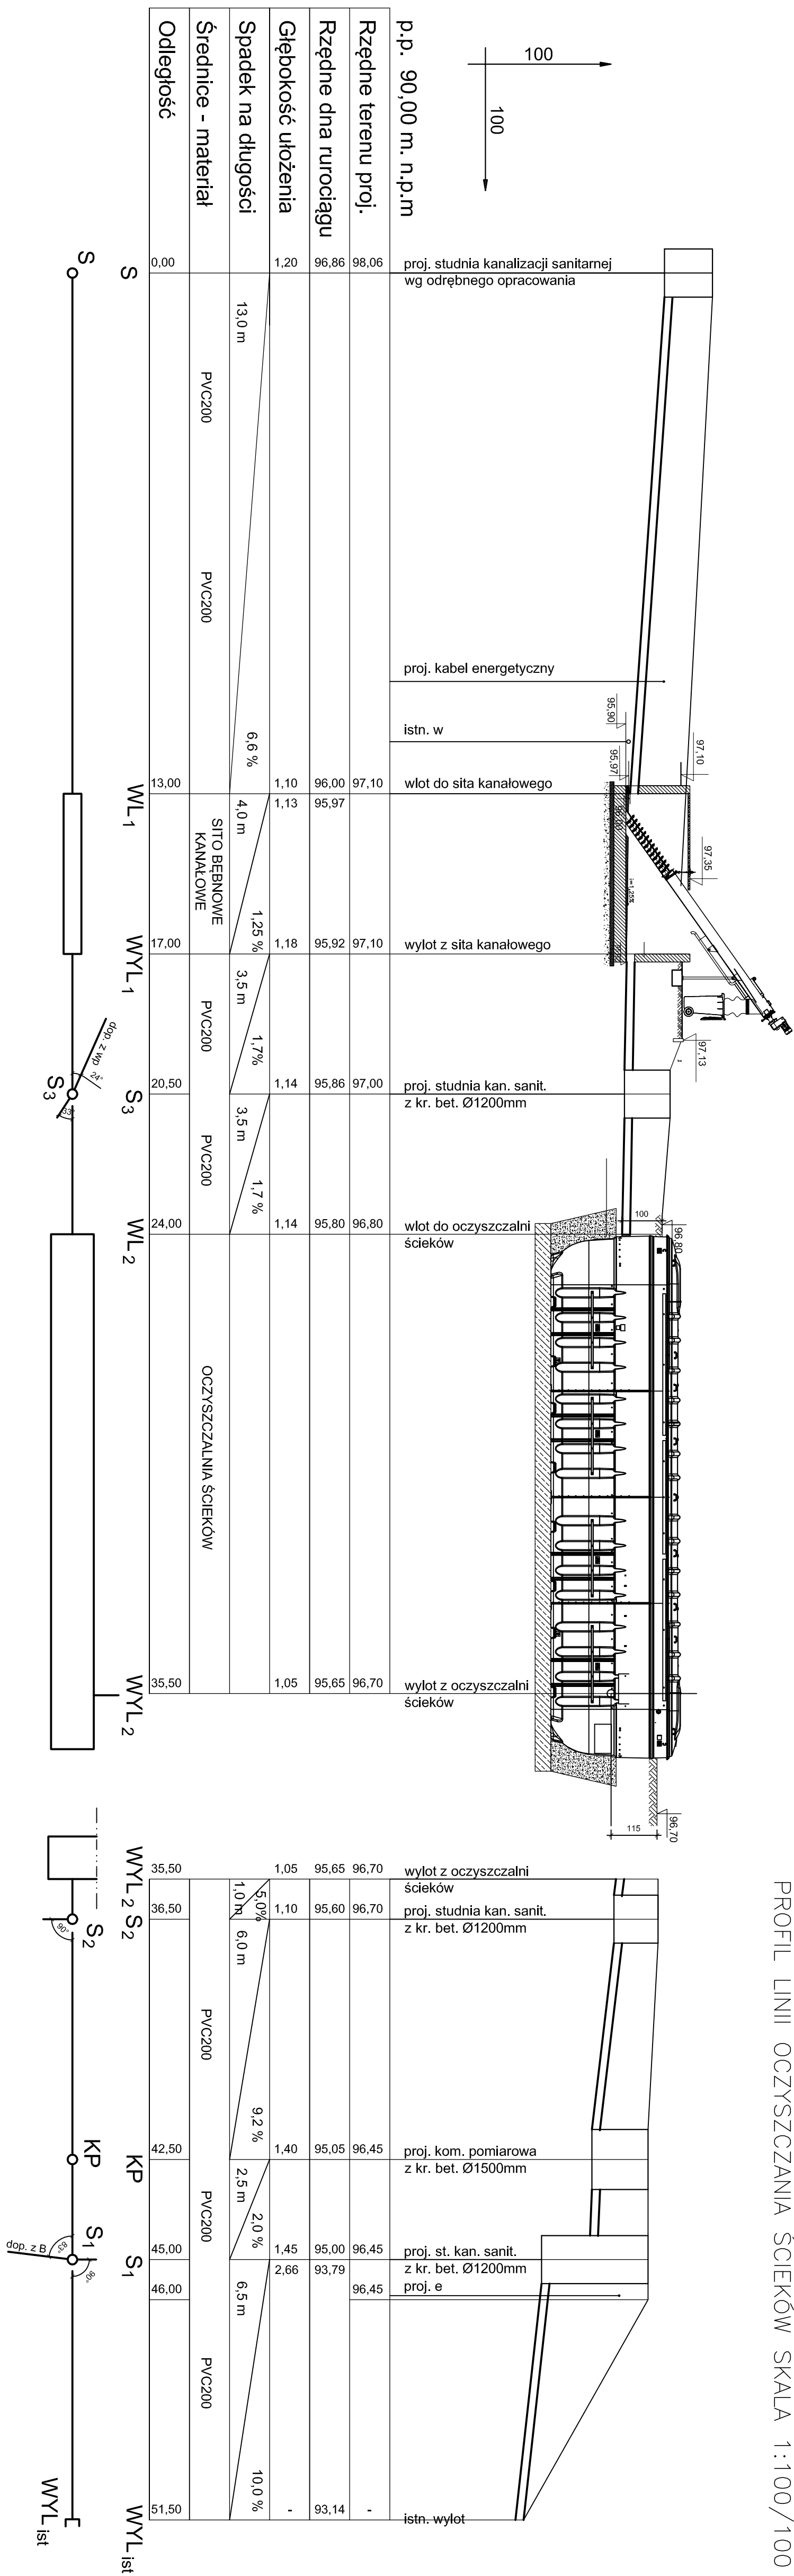 PROFIL LINII OCZYSZCZANIA ŚCIEKÓW SKALA 1:100/100
100
100
p.p. 90,00 m. n.p.m
proj. studnia kanalizacji sanitarnej
wg odrębnego opracowania
proj. kabel energetyczny
istn. w
wlot do sita kanałowego
wylot z sita kanałowego
proj. studnia kan. sanit.
z kr. bet. Ø1200mm
wlot do oczyszczalni
ścieków
wylot z oczyszczalni
ścieków
wylot z oczyszczalni
ścieków
proj. studnia kan. sanit.
z kr. bet. Ø1200mm
proj. kom. pomiarowa
z kr. bet. Ø1500mm
proj. st. kan. sanit.
z kr. bet. Ø1200mm
proj. e
istn. wylot
95,90
95,97
97,10
97,35
i=1,25%
97,13
100
96,80
96,70
115
Rzędne terenu proj.
98,06 97,10 97,10 97,00 96,80 96,70 96,70 96,70 96,45 96,45 96,45 -
Rzędne dna rurociągu
96,86 96,00 95,97 95,92 95,86 95,80 95,65 95,65 95,60 95,05 95,00 93,79 93,14
Głębokość ułożenia
1,20 1,10 1,13 1,18 1,14 1,14 1,05 1,05 1,10 1,40 1,45 2,66 -
Spadek na długości
13,0 m 6,6 % 4,0 m 1,25 % 3,5 m 1,7% 3,5 m 1,7 % 1,0 m 5,0% 6,0 m 9,2 % 2,5 m 2,0 % 6,5 m 10,0 %
Średnice - materiał
PVC200 PVC200 SITO BĘBNOWE
KANAŁOWE
PVC200 PVC200 OCZYSZCZALNIA ŚCIEKÓW PVC200 PVC200 PVC200
Odległość
0,00 13,00 17,00 20,50 24,00 35,50 35,50 36,50 42,50 45,00 46,00 51,50
S WL1 WYL1 S3 WL2 WYL2 WYL2 S2 KP S1 WYList
S
dop. z wp.
24°
S3
33°
S2
90°
KP
S1
83°
90°
dop. z B
WYList